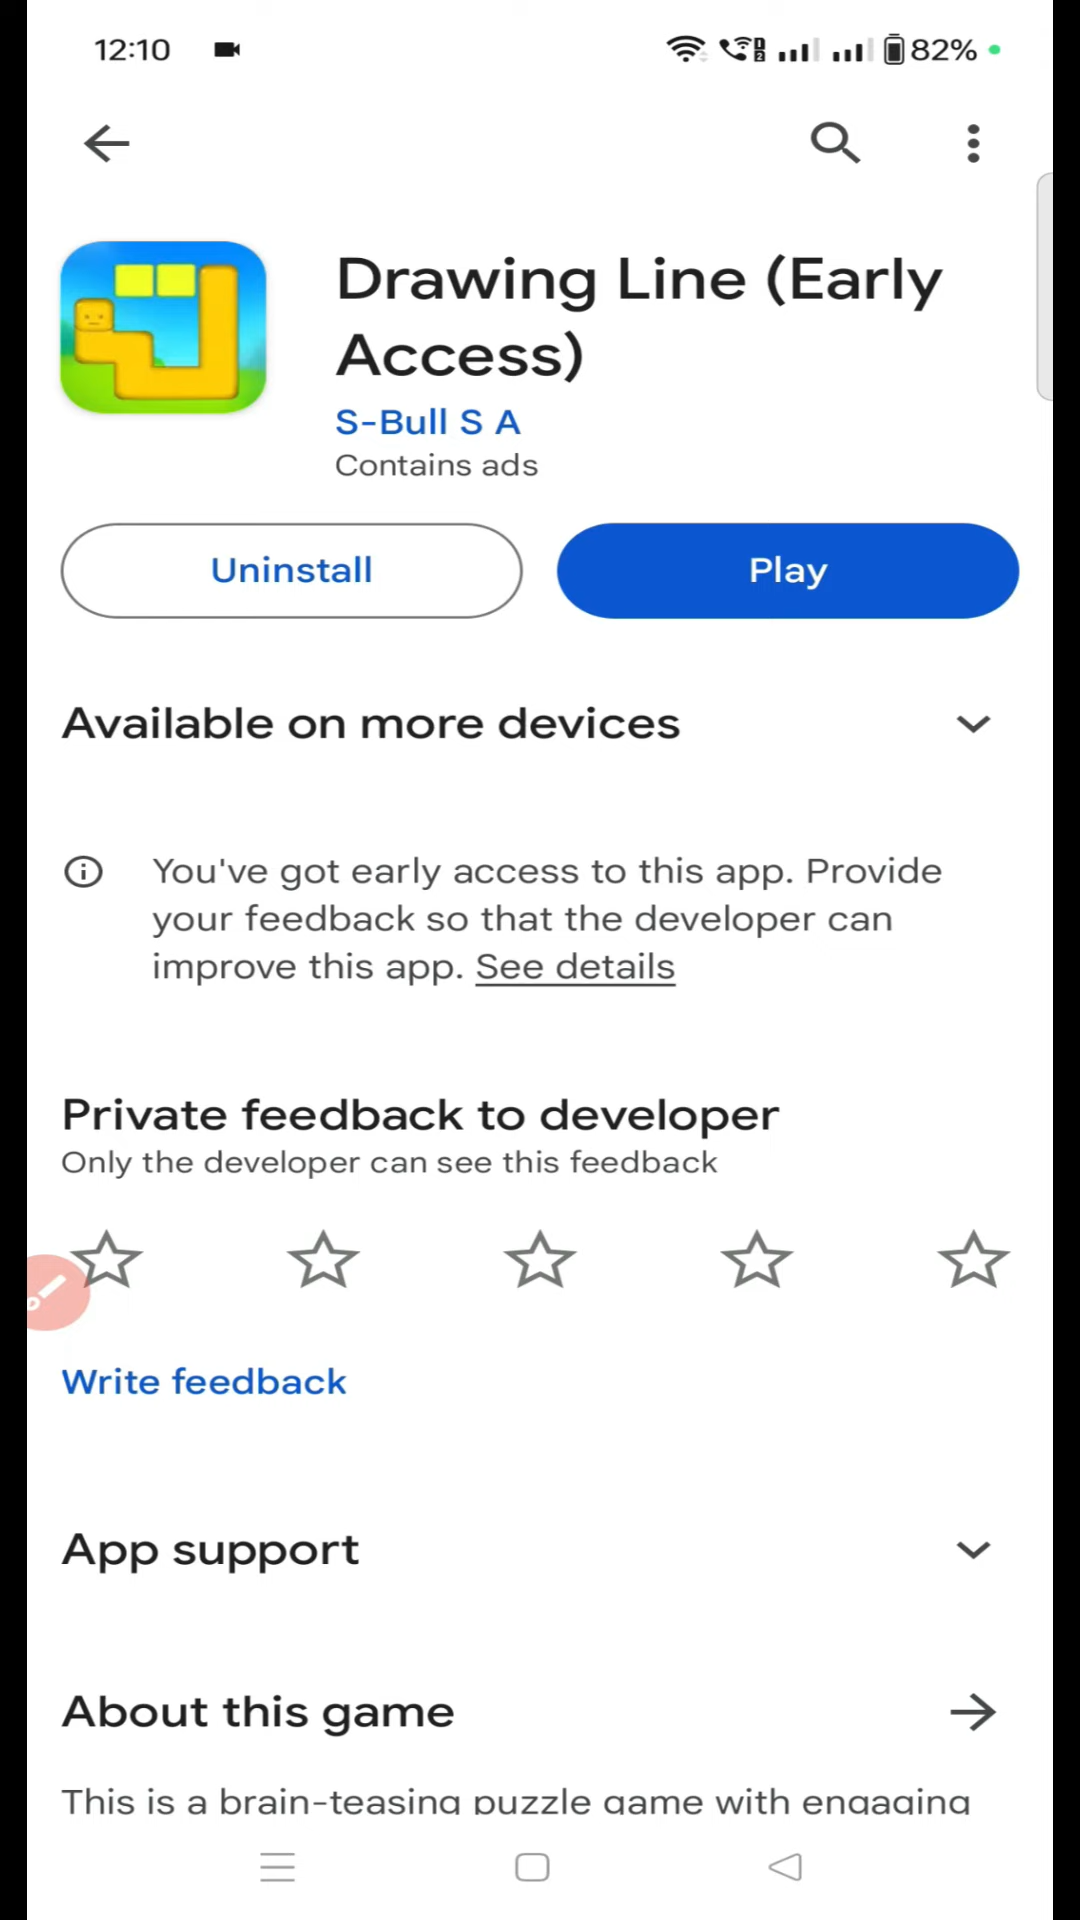 12:10
82%
Drawing Line (Early
Access)
S-Bull S A
Contains ads
Uninstall
Play
Available on more devices
You've got early access to this app. Provide
your feedback so that the developer can
improve this app. See details
Private feedback to developer
Only the developer can see this feedback
Write feedback
App support
About this game
This is a brain-teasing puzzle game with engaging